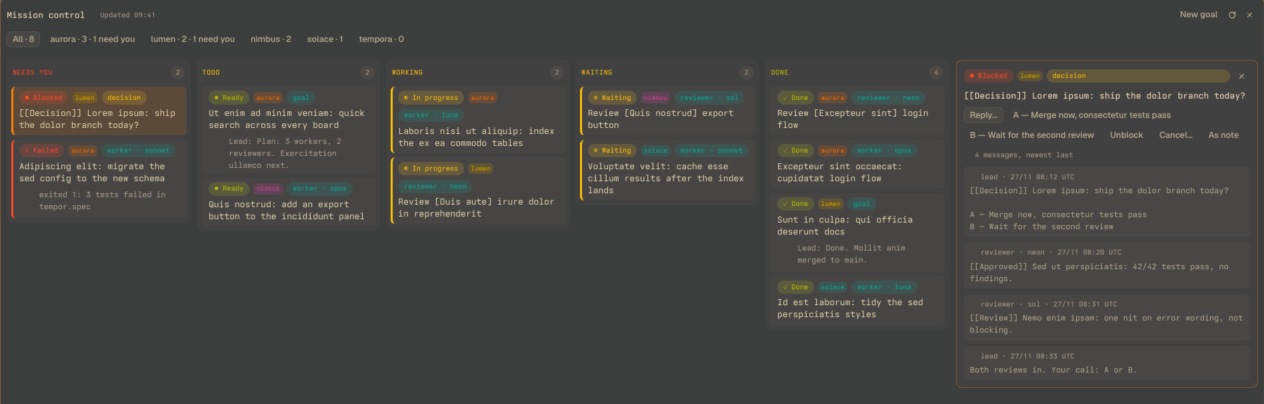 Mission control Updated 09:41 New goal
All · 8 aurora · 3 · 1 need you lumen · 2 · 1 need you nimbus · 2 solace · 1 tempora · 0
NEEDS YOU 2
Blocked lumen decision
[[Decision]] Lorem ipsum: ship
the dolor branch today?
Failed aurora worker · sonnet
Adipiscing elit: migrate the
sed config to the new schema
exited 1: 3 tests failed in
tempor.spec
TODO 2
Ready aurora goal
Ut enim ad minim veniam: quick
search across every board
Lead: Plan: 3 workers, 2
reviewers. Exercitation
ullamco next.
Ready nimbus worker · opus
Quis nostrud: add an export
button to the incididunt panel
WORKING 2
In progress aurora
worker · luna
Laboris nisi ut aliquip: index
the ex ea commodo tables
In progress lumen
reviewer · neon
Review [Duis aute] irure dolor
in reprehenderit
WAITING 2
Waiting nimbus reviewer · sol
Review [Quis nostrud] export
button
Waiting solace worker · sonnet
Voluptate velit: cache esse
cillum results after the index
lands
DONE 4
✓ Done aurora reviewer · neon
Review [Excepteur sint] login
flow
✓ Done aurora worker · opus
Excepteur sint occaecat:
cupidatat login flow
✓ Done lumen goal
Sunt in culpa: qui officia
deserunt docs
Lead: Done. Mollit anim
merged to main.
✓ Done solace worker · luna
Id est laborum: tidy the sed
perspiciatis styles
Blocked lumen decision
[[Decision]] Lorem ipsum: ship the dolor branch today?
Reply… A — Merge now, consectetur tests pass
B — Wait for the second review Unblock Cancel… As note
4 messages, newest last
lead · 27/11 08:12 UTC
[[Decision]] Lorem ipsum: ship the dolor branch today?
A — Merge now, consectetur tests pass
B — Wait for the second review
reviewer · neon · 27/11 08:20 UTC
[[Approved]] Sed ut perspiciatis: 42/42 tests pass, no
findings.
reviewer · sol · 27/11 08:31 UTC
[[Review]] Nemo enim ipsam: one nit on error wording, not
blocking.
lead · 27/11 08:33 UTC
Both reviews in. Your call: A or B.